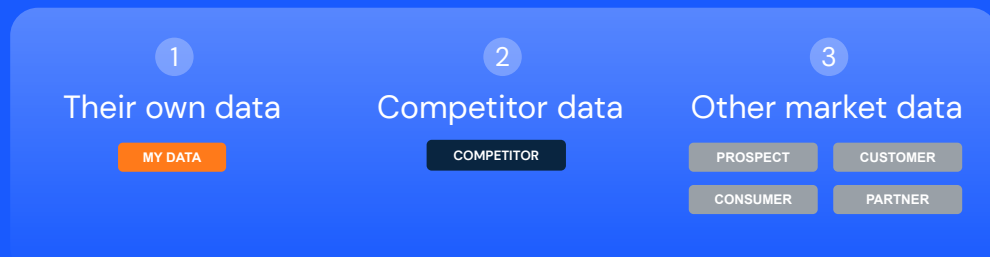 1
Their own data
MY DATA
2
Competitor data
COMPETITOR
3
Other market data
PROSPECT
CUSTOMER
CONSUMER
PARTNER